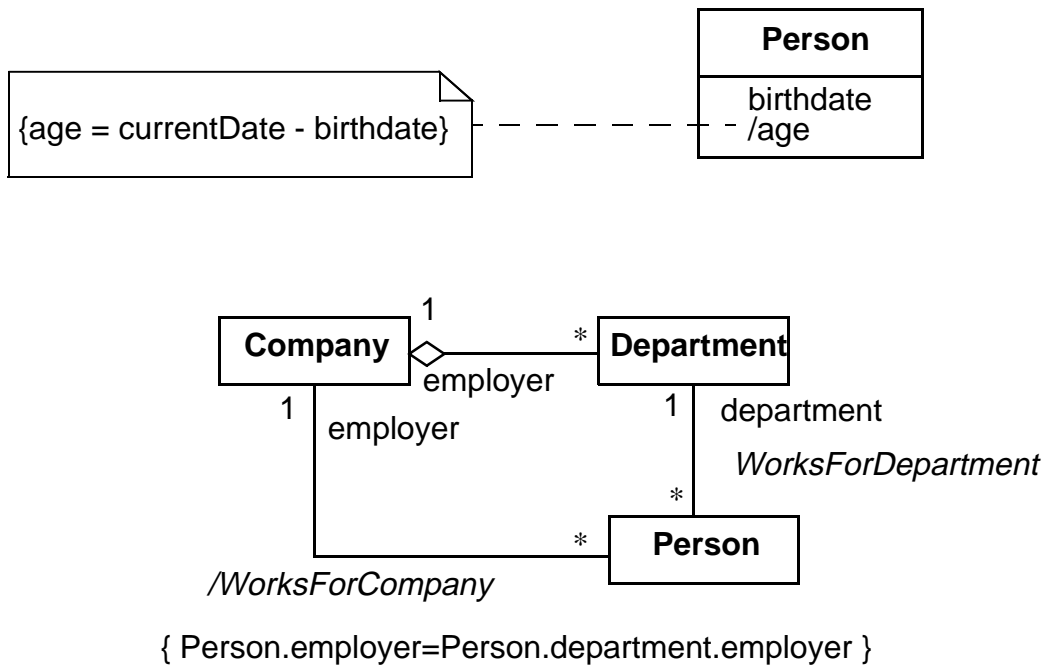 Person
birthdate
{age = currentDate - birthdate}
/age
1
Company
*
Department
employer
1
employer
1
department
WorksForDepartment
*
*
Person
/WorksForCompany
{ Person.employer=Person.department.employer }